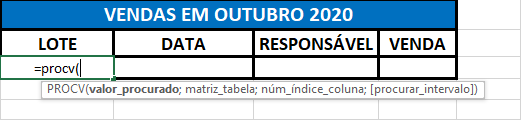 VENDAS EM OUTUBRO 2020
LOTE DATA RESPONSÁVEL VENDA
=procv(
PROCV(valor_procurado; matriz_tabela; núm_índice_coluna; [procurar_intervalo])